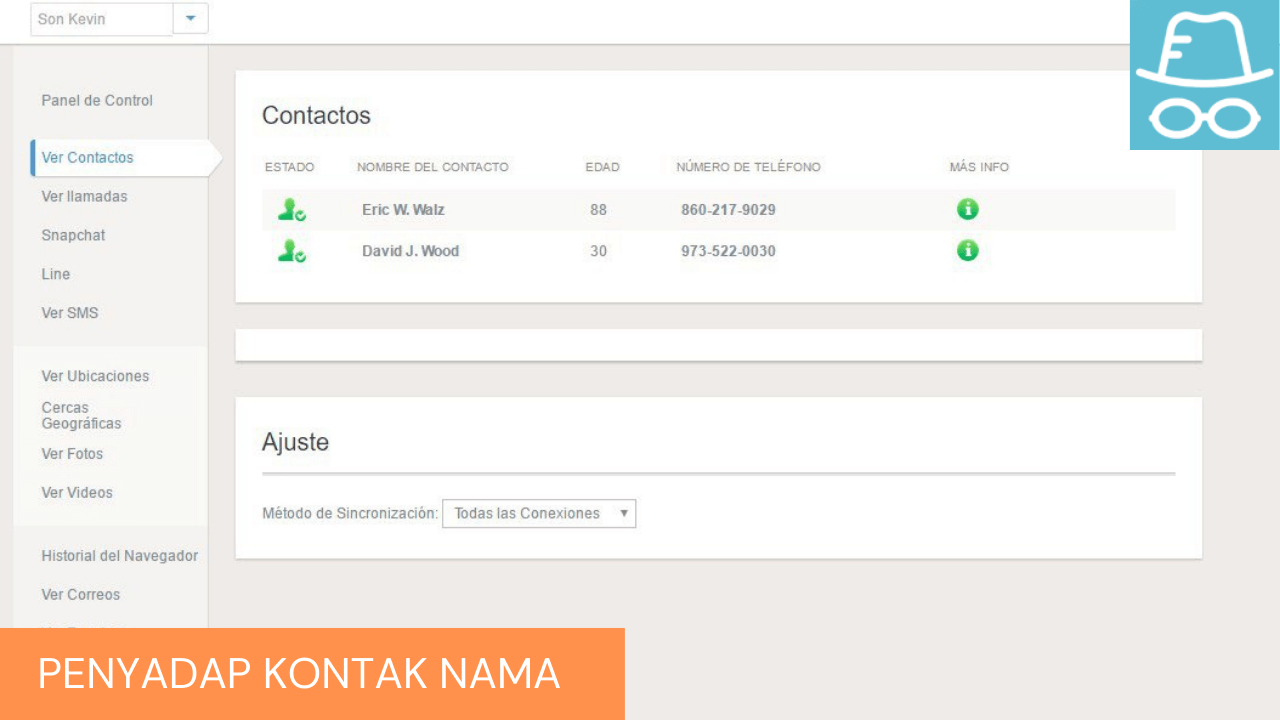 Son Kevin
Panel de Control
Ver Contactos
Ver llamadas
Snapchat
Line
Ver SMS
Ver Ubicaciones
Cercas
Geográficas
Ver Fotos
Ver Videos
Historial del Navegador
Ver Correos
Contactos
ESTADO NOMBRE DEL CONTACTO EDAD NÚMERO DE TELÉFONO MÁS INFO
Eric W. Walz 88 860-217-9029
David J. Wood 30 973-522-0030
Ajuste
Método de Sincronización: Todas las Conexiones
PENYADAP KONTAK NAMA